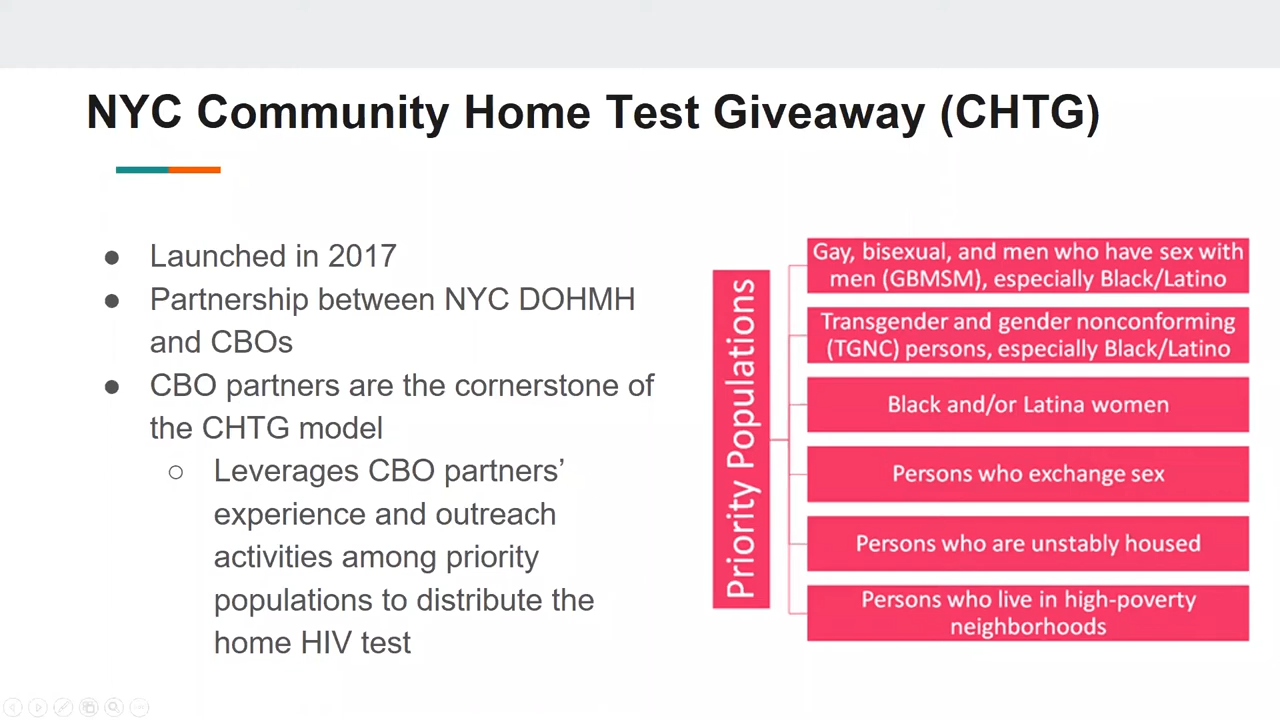 NYC Community Home Test Giveaway (CHTG)
● Launched in 2017
● Partnership between NYC DOHMH
and CBOs
● CBO partners are the cornerstone of
the CHTG model
○ Leverages CBO partners’
experience and outreach
activities among priority
populations to distribute the
home HIV test
Priority Populations
Gay, bisexual, and men who have sex with
men (GBMSM), especially Black/Latino
Transgender and gender nonconforming
(TGNC) persons, especially Black/Latino
Black and/or Latina women
Persons who exchange sex
Persons who are unstably housed
Persons who live in high-poverty
neighborhoods